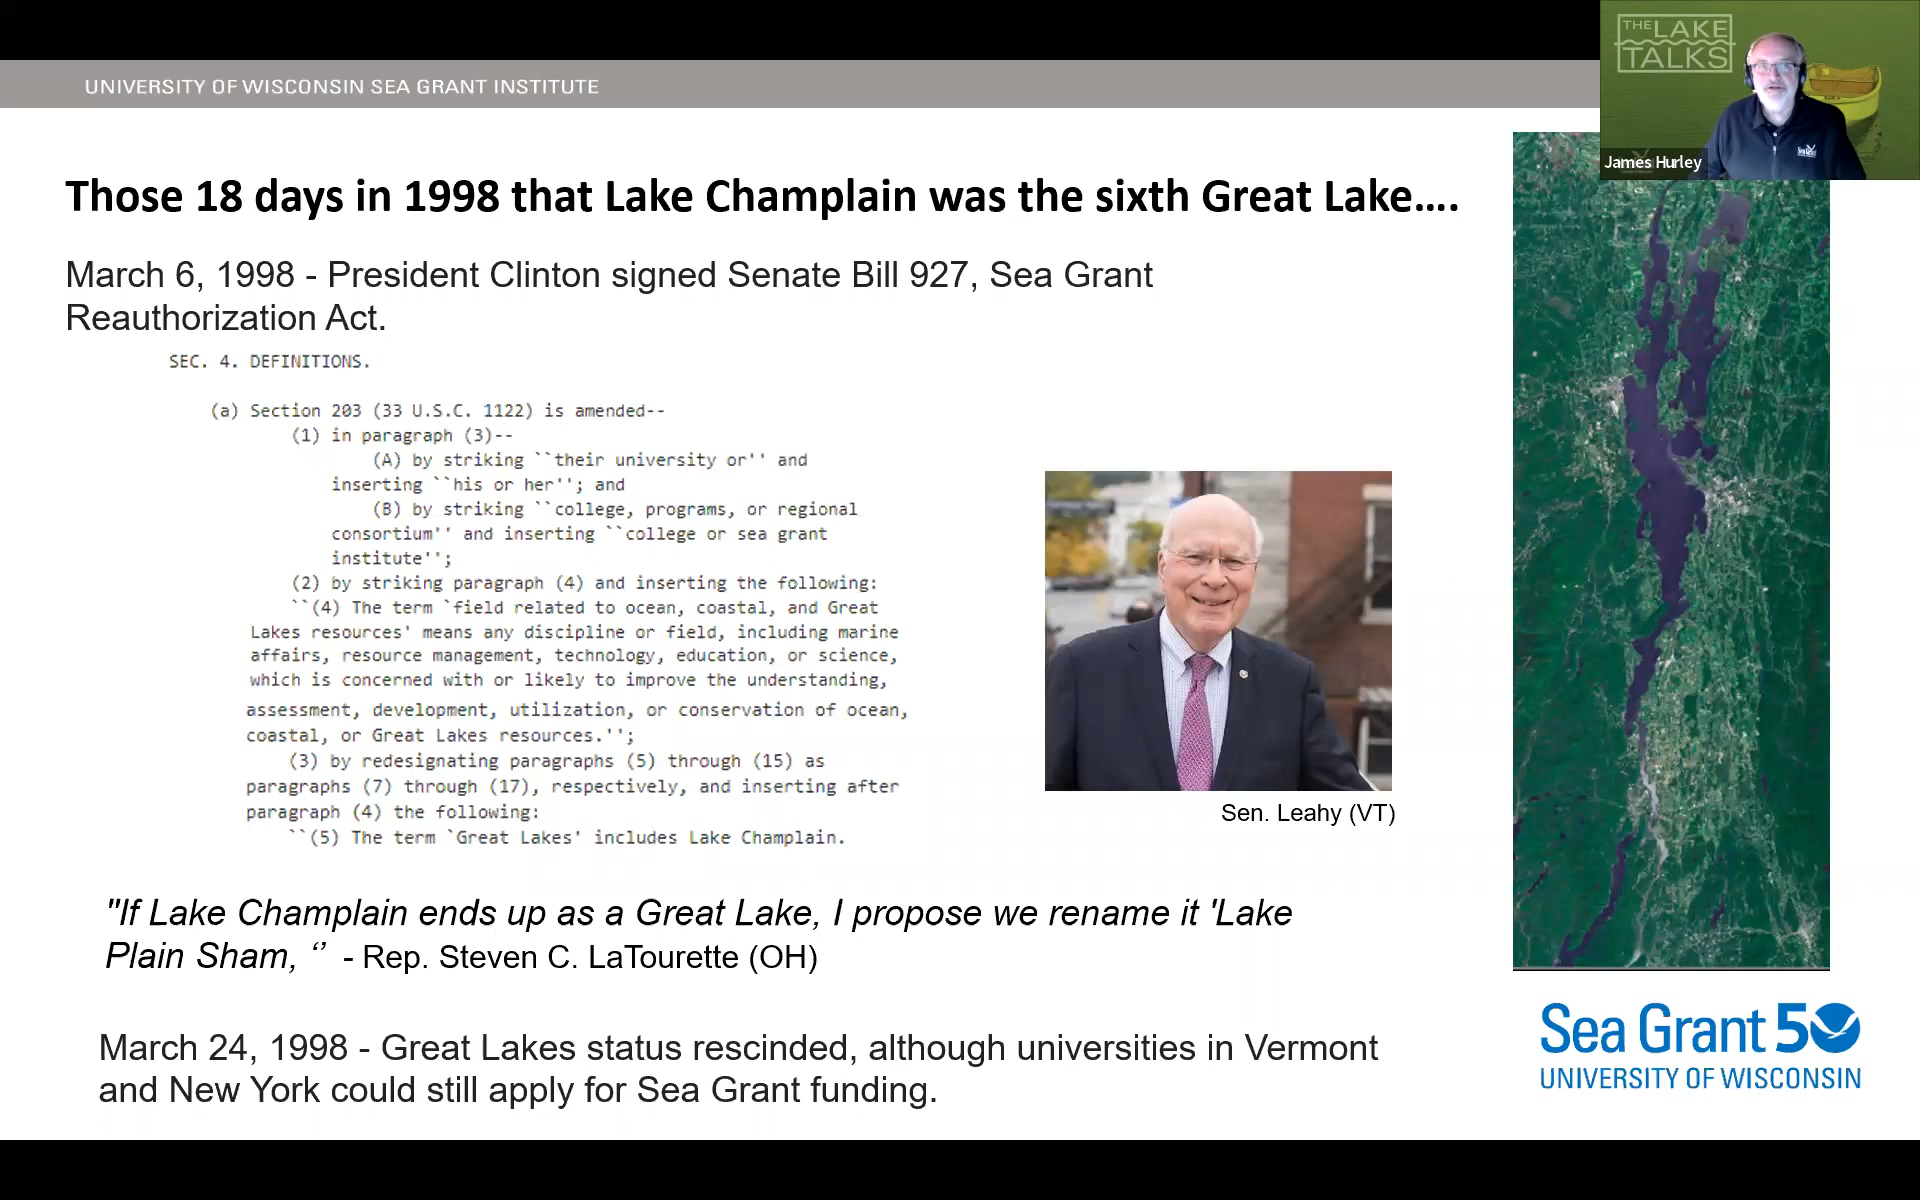 THE LAKE
TALKS
James Hurley
UNIVERSITY OF WISCONSIN SEA GRANT INSTITUTE
Those 18 days in 1998 that Lake Champlain was the sixth Great Lake....
March 6, 1998 - President Clinton signed Senate Bill 927, Sea Grant
Reauthorization Act.
SEC. 4. DEFINITIONS.
(a) Section 203 (33 U.S.C. 1122) is amended--
(1) in paragraph (3)--
(A) by striking ``their university or'' and
inserting ``his or her''; and
(B) by striking ``college, programs, or regional
consortium'' and inserting ``college or sea grant
institute'';
(2) by striking paragraph (4) and inserting the following:
``(4) The term `field related to ocean, coastal, and Great
Lakes resources' means any discipline or field, including marine
affairs, resource management, technology, education, or science,
which is concerned with or likely to improve the understanding,
assessment, development, utilization, or conservation of ocean,
coastal, or Great Lakes resources.'';
(3) by redesignating paragraphs (5) through (15) as
paragraphs (7) through (17), respectively, and inserting after
paragraph (4) the following:
``(5) The term `Great Lakes' includes Lake Champlain.
Sen. Leahy (VT)
"If Lake Champlain ends up as a Great Lake, I propose we rename it 'Lake
Plain Sham, ‘’ - Rep. Steven C. LaTourette (OH)
March 24, 1998 - Great Lakes status rescinded, although universities in Vermont
and New York could still apply for Sea Grant funding.
Sea Grant 50
UNIVERSITY OF WISCONSIN